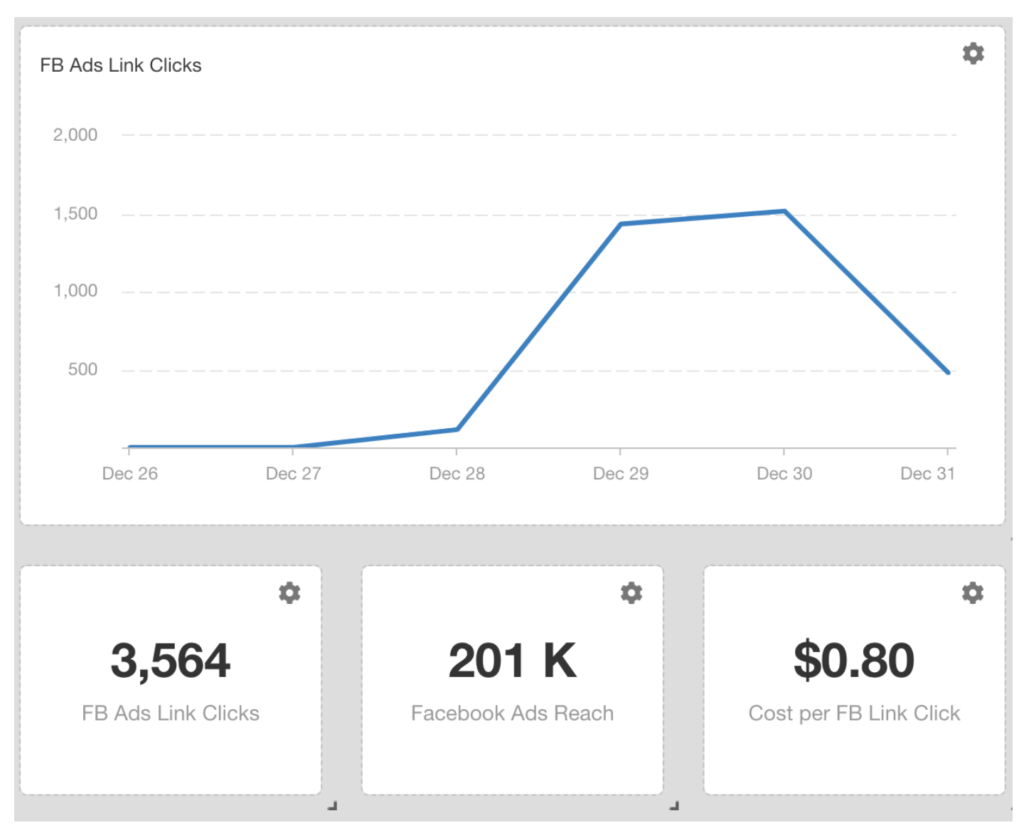 FB Ads Link Clicks
2,000
1,500
1,000
500
Dec 26 Dec 27 Dec 28 Dec 29 Dec 30 Dec 31
3,564
FB Ads Link Clicks
201 K
Facebook Ads Reach
$0.80
Cost per FB Link Click